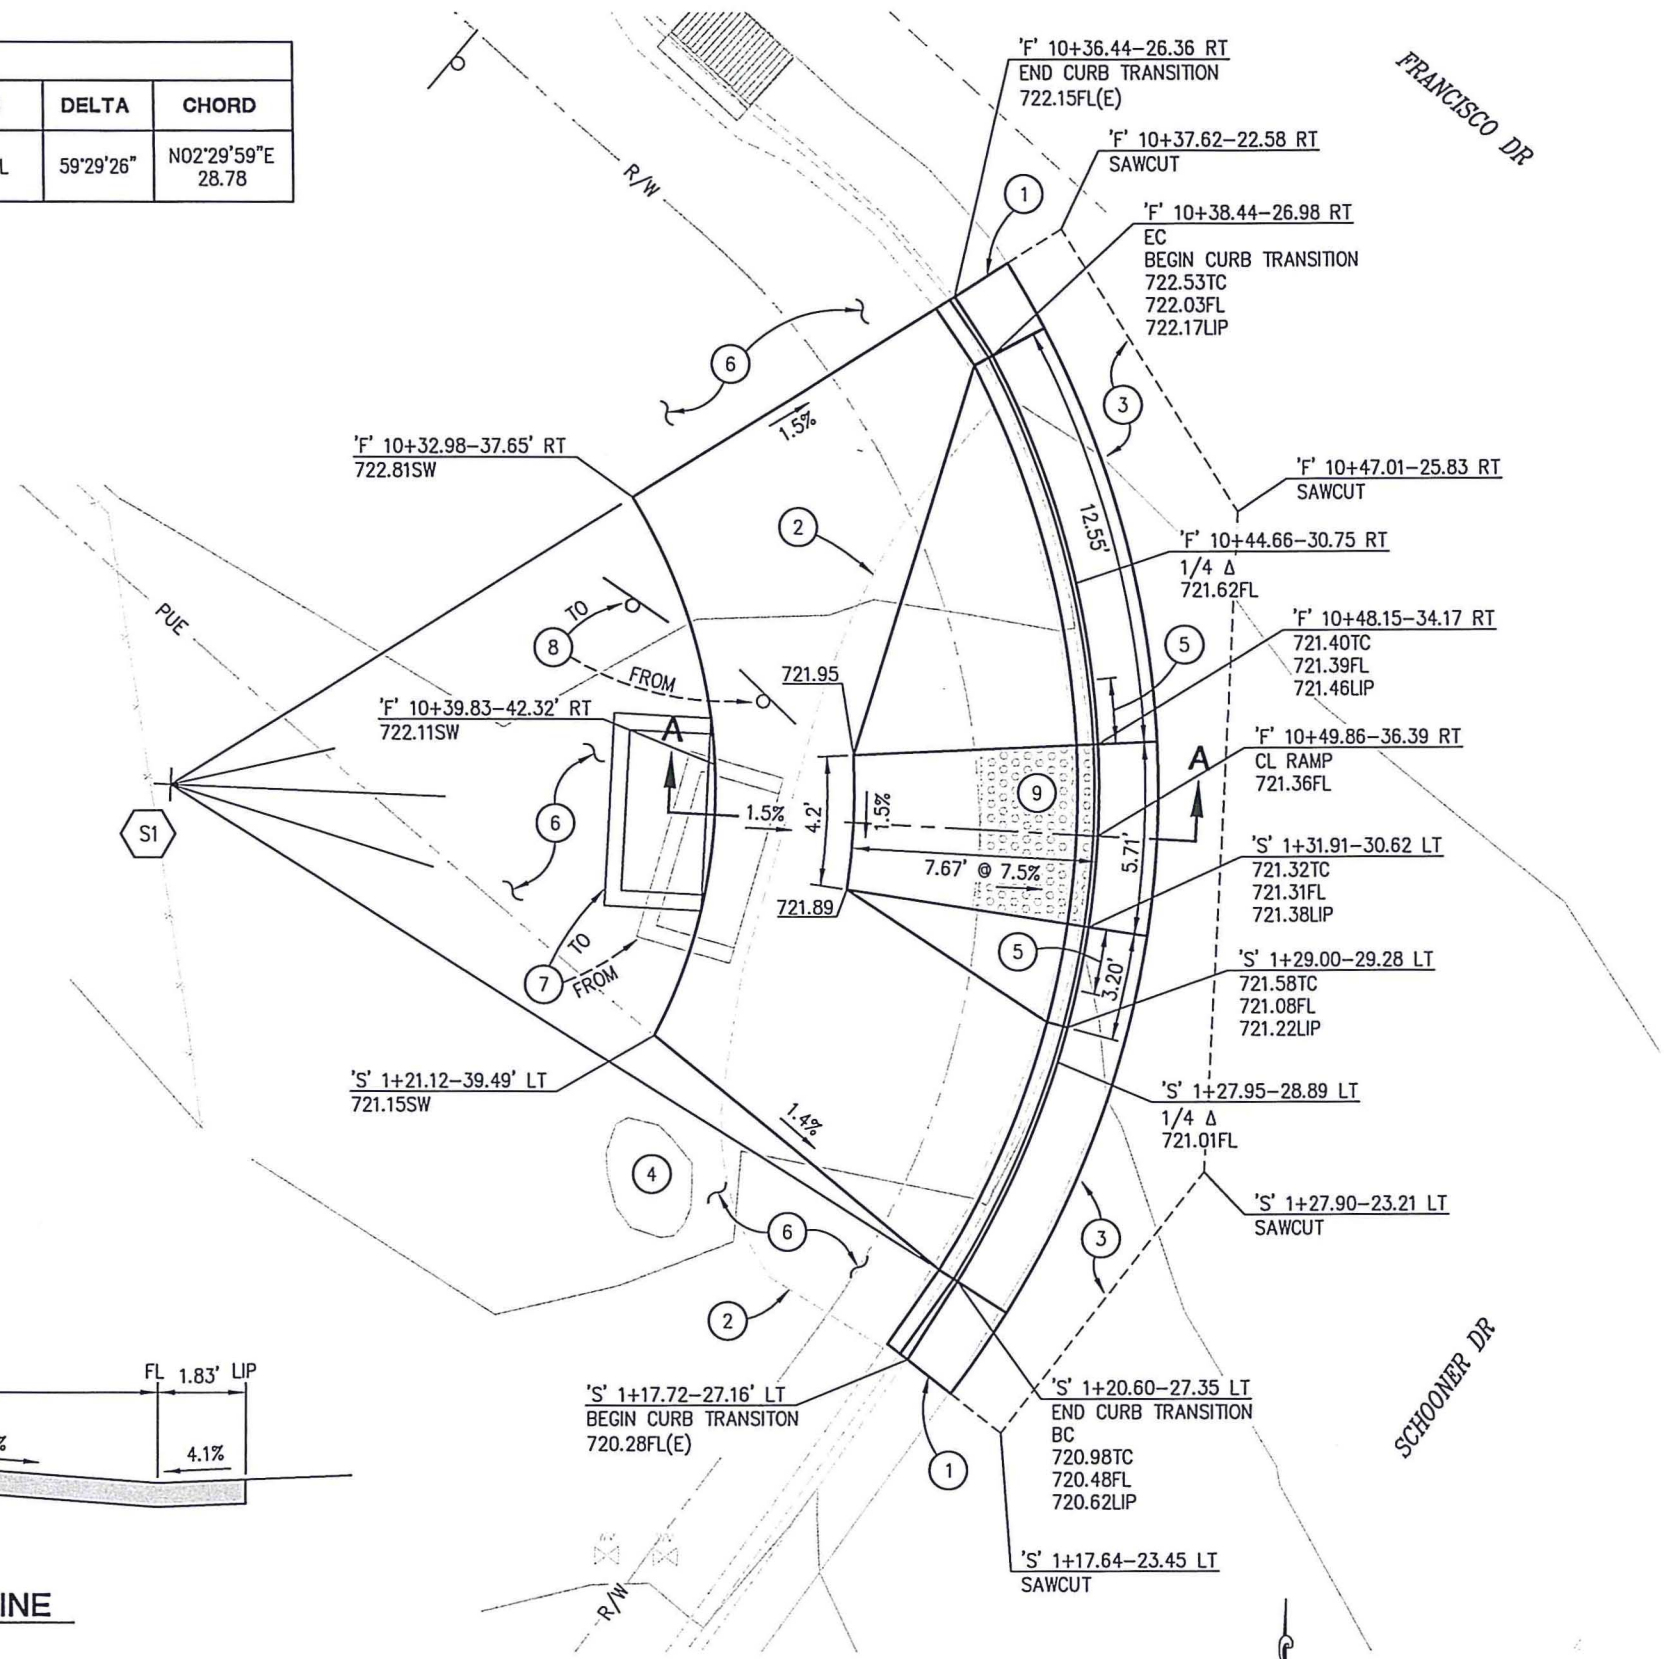 DELTA
CHORD
L
59°29'26"
N02°29'59"E
28.78
'F' 10+36.44-26.36 RT
END CURB TRANSITION
722.15FL(E)
FRANCISCO DR
'F' 10+37.62-22.58 RT
SAWCUT
R/W
1
'F' 10+38.44-26.98 RT
EC
BEGIN CURB TRANSITION
722.53TC
722.03FL
722.17LIP
6
3
1.5%
'F' 10+32.98-37.65' RT
722.81SW
'F' 10+47.01-25.83 RT
SAWCUT
2
12.55'
'F' 10+44.66-30.75 RT
1/4 Δ
721.62FL
PUE
TO
8
FROM
721.95
5
'F' 10+48.15-34.17 RT
721.40TC
721.39FL
721.46LIP
'F' 10+39.83-42.32' RT
722.11SW
A
A
'F' 10+49.86-36.39 RT
CL RAMP
721.36FL
S1
6
1.5%
4.2'
1.5%
9
7.67' @ 7.5%
5.71'
'S' 1+31.91-30.62 LT
721.32TC
721.31FL
721.38LIP
721.89
TO
7
FROM
5
3.20'
'S' 1+29.00-29.28 LT
721.58TC
721.08FL
721.22LIP
'S' 1+21.12-39.49' LT
721.15SW
1.4%
'S' 1+27.95-28.89 LT
1/4 Δ
721.01FL
4
6
3
'S' 1+27.90-23.21 LT
SAWCUT
2
SCHOONER DR
FL 1.83' LIP
%
4.1%
'S' 1+17.72-27.16' LT
BEGIN CURB TRANSITON
720.28FL(E)
'S' 1+20.60-27.35 LT
END CURB TRANSITION
BC
720.98TC
720.48FL
720.62LIP
1
'S' 1+17.64-23.45 LT
SAWCUT
R/W
INE